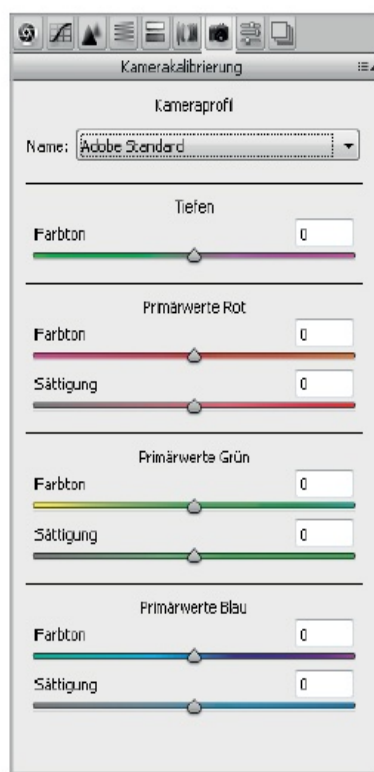 Kamerakalibrierung
Kameraprofil
Name: Adobe Standard
Tiefen
Farbton 0
Primärwerte Rot
Farbton 0
Sättigung 0
Primärwerte Grün
Farbton 0
Sättigung 0
Primärwerte Blau
Farbton 0
Sättigung 0